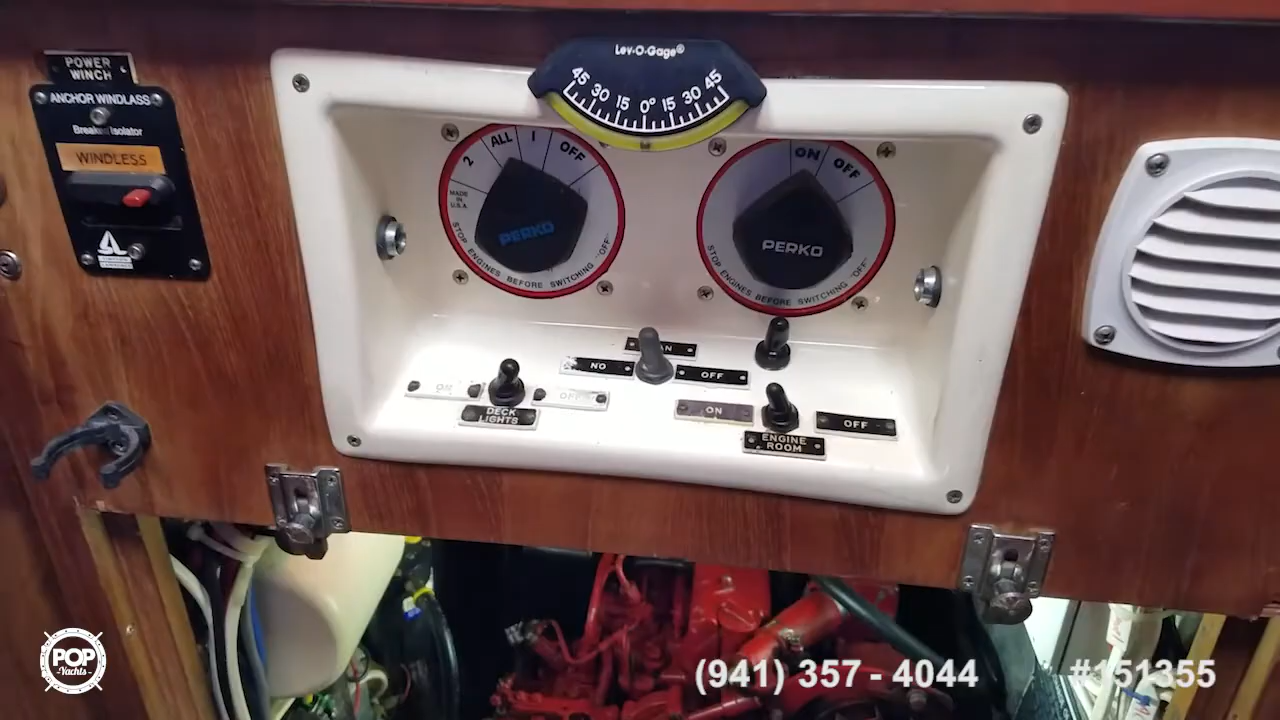 POWER
WINCH
ANCHOR WINDLASS
Isolator
WINDLESS
Lev-O-Gage®
45 30 15 0° 15 30 45
2 ALL 1 OFF
MADE
IN
U.S.A
PERKO
STOP ENGINES BEFORE SWITCHING "OFF"
ON OFF
PERKO
STOP ENGINES BEFORE SWITCHING "OFF"
NO
OFF
ON
OFF
DECK
LIGHTS
ON
OFF
ENGINE
ROOM
POP
Yachts
(941) 357 - 4044
#151355